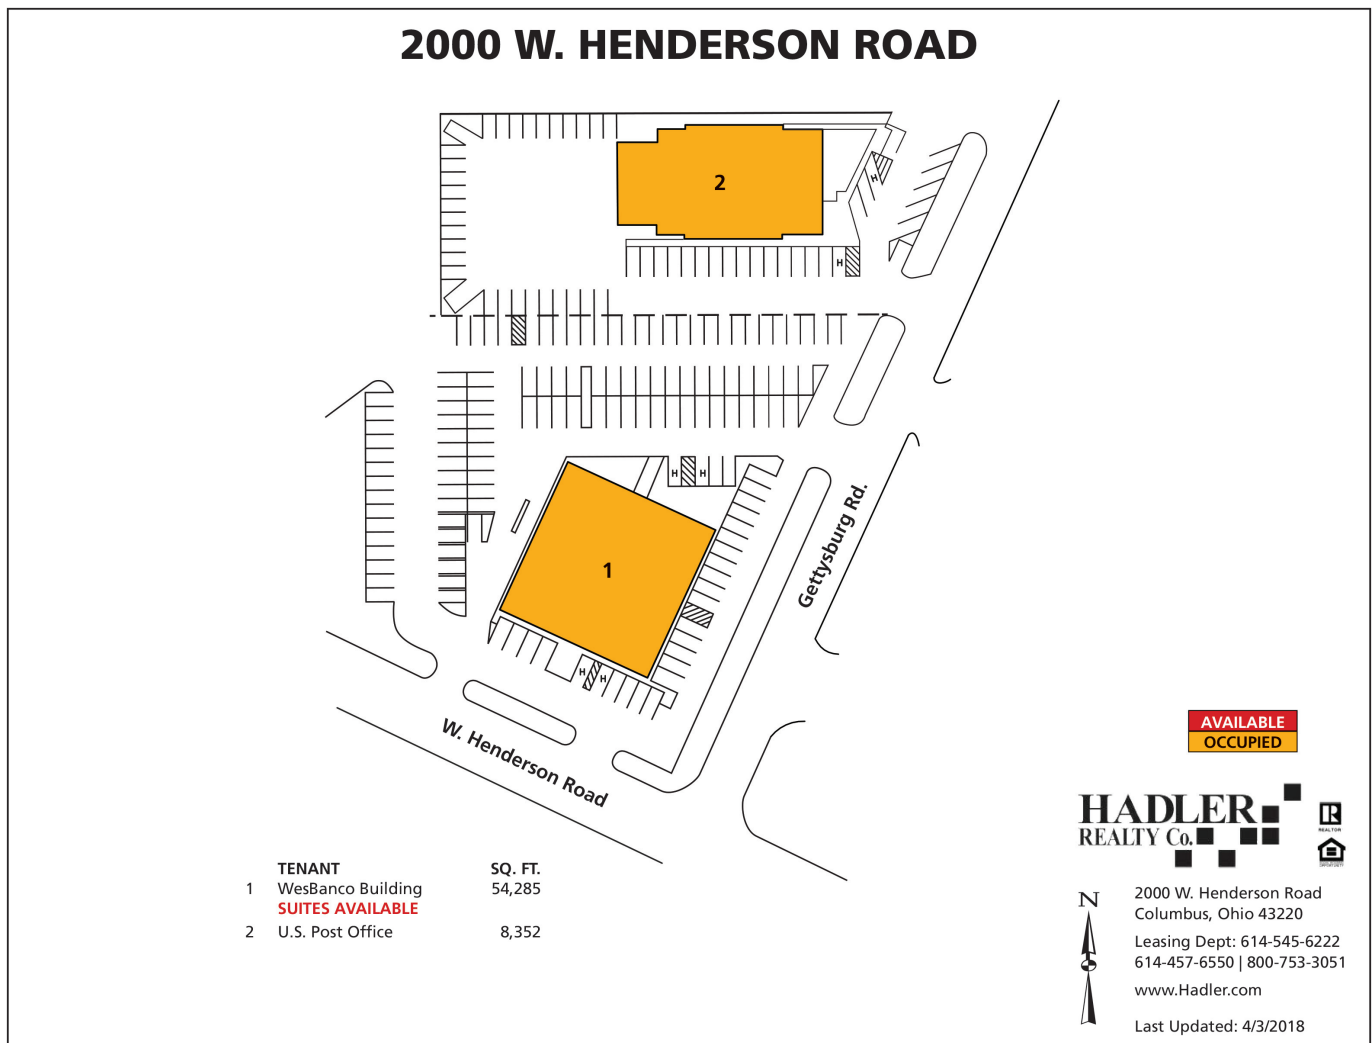 2000 W. HENDERSON ROAD
2
H
H
H
H
1
H
H
Gettysburg Rd.
W. Henderson Road
AVAILABLE
OCCUPIED
HADLER
REALTY Co.
REALTOR
TENANT SQ. FT.
1 WesBanco Building 54,285
SUITES AVAILABLE
2 U.S. Post Office 8,352
N
2000 W. Henderson Road
Columbus, Ohio 43220
Leasing Dept: 614-545-6222
614-457-6550 | 800-753-3051
www.Hadler.com
Last Updated: 4/3/2018